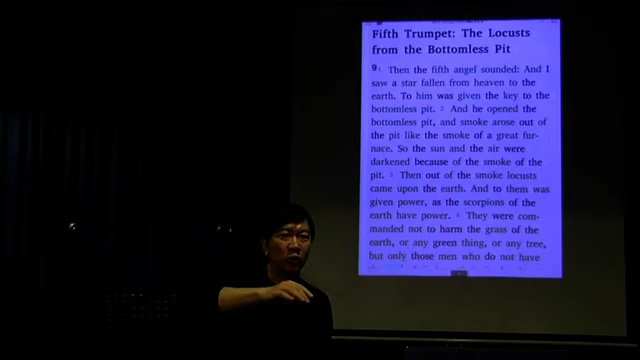 Fifth Trumpet: The Locusts
from the Bottomless Pit
9 1 Then the fifth angel sounded: And I
saw a star fallen from heaven to the
earth. To him was given the key to the
bottomless pit. 2 And he opened the
bottomless pit, and smoke arose out of
the pit like the smoke of a great fur-
nace. So the sun and the air were
darkened because of the smoke of the
pit. 3 Then out of the smoke locusts
came upon the earth. And to them was
given power, as the scorpions of the
earth have power. 4 They were com-
manded not to harm the grass of the
earth, or any green thing, or any tree,
but only those men who do not have